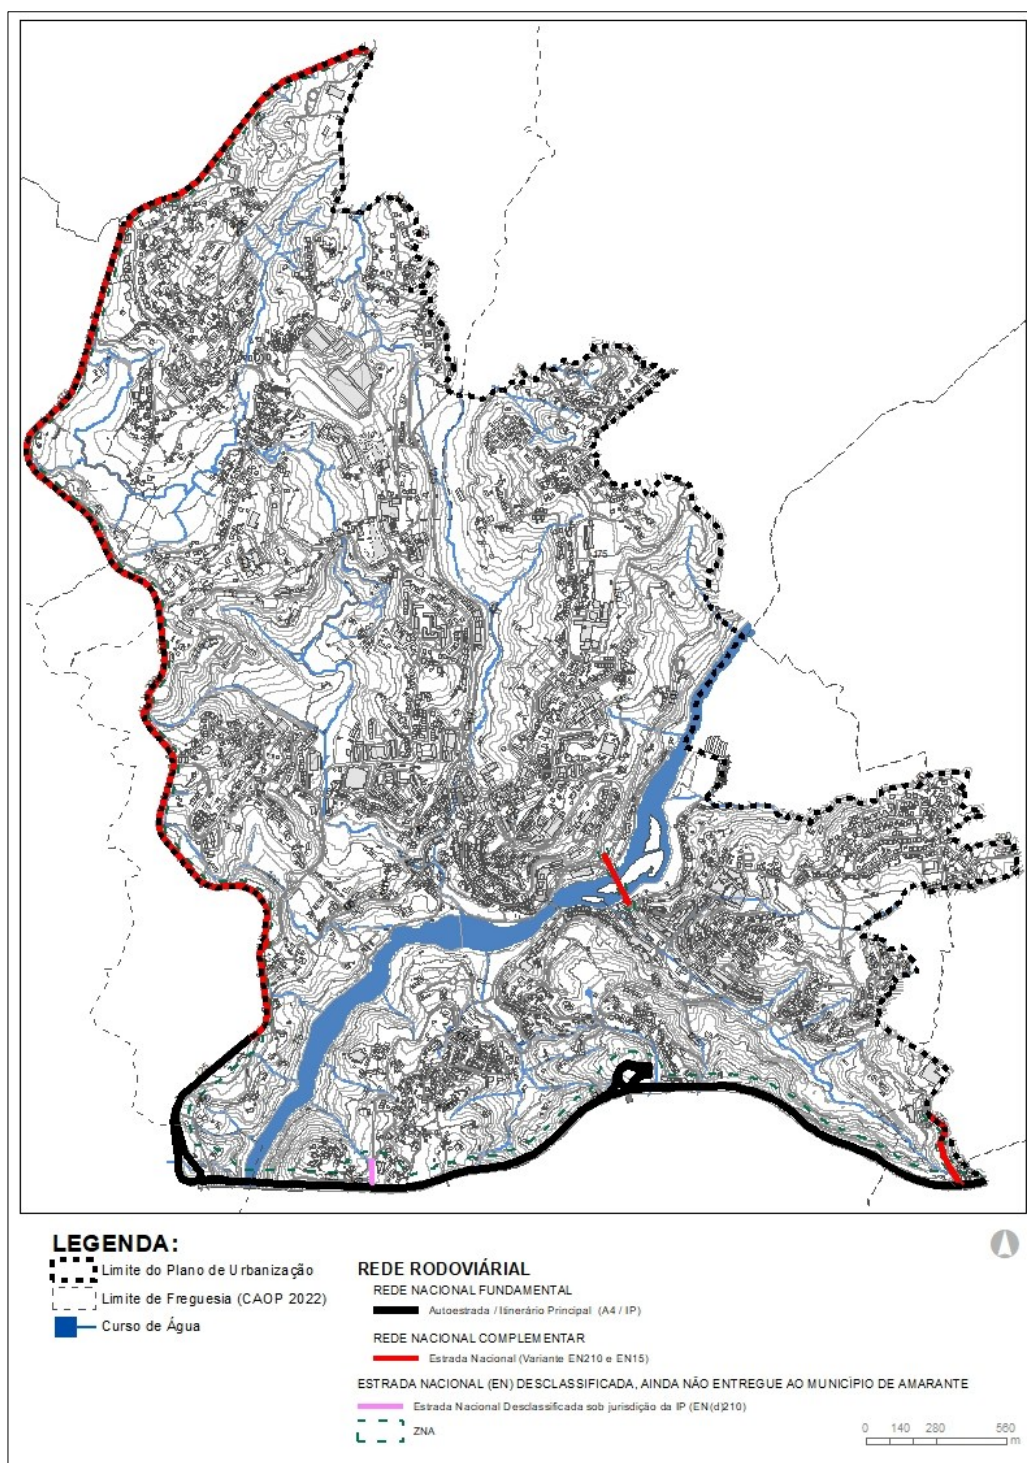 175
LEGENDA:
Limite do Plano de Urbanização
Limite de Freguesia (CAOP 2022)
Curso de Água
REDE RODOVIÁRIAL
REDE NACIONAL FUNDAMENTAL
Autoestrada / Itinerário Principal (A4 / IP)
REDE NACIONAL COMPLEMENTAR
Estrada Nacional (Variante EN210 e EN15)
ESTRADA NACIONAL (EN) DESCLASSIFICADA, AINDA NÃO ENTREGUE AO MUNICÍPIO DE AMARANTE
Estrada Nacional Desclassificada sob jurisdição da IP (EN(d)210)
ZNA
0 140 280 560
m